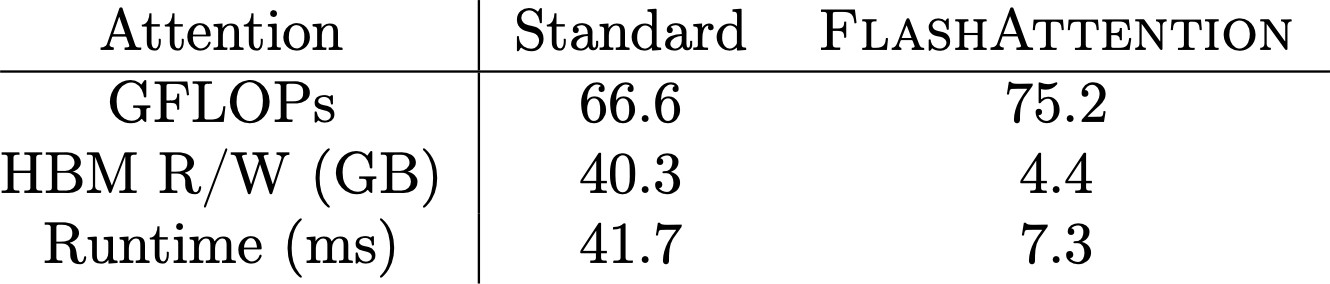 Attention Standard FLASHATTENTION
GFLOPs 66.6 75.2
HBM R/W (GB) 40.3 4.4
Runtime (ms) 41.7 7.3